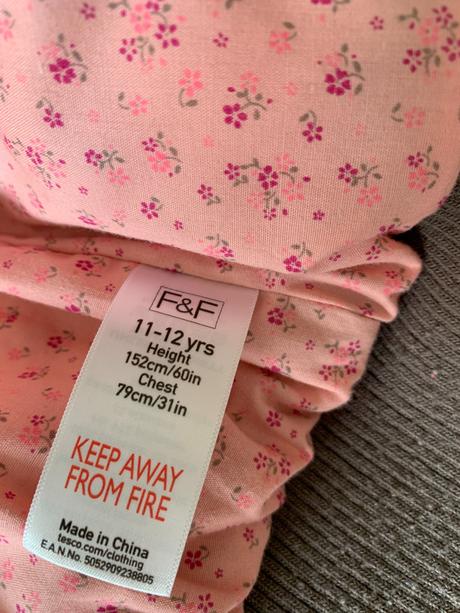 F&F
11-12 yrs
Height
152cm/60in
Chest
79cm/31in
KEEP AWAY
FROM FIRE
Made in China
tesco.com/clothing
E.A.N.No. 5052909238805